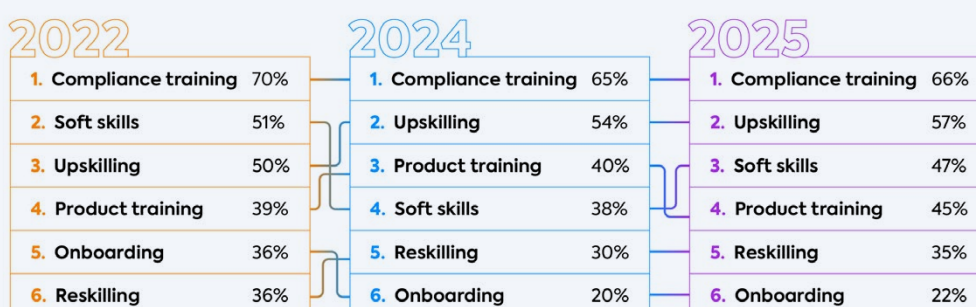 2022
1. Compliance training 70%
2. Soft skills 51%
3. Upskilling 50%
4. Product training 39%
5. Onboarding 36%
6. Reskilling 36%
2024
1. Compliance training 65%
2. Upskilling 54%
3. Product training 40%
4. Soft skills 38%
5. Reskilling 30%
6. Onboarding 20%
2025
1. Compliance training 66%
2. Upskilling 57%
3. Soft skills 47%
4. Product training 45%
5. Reskilling 35%
6. Onboarding 22%